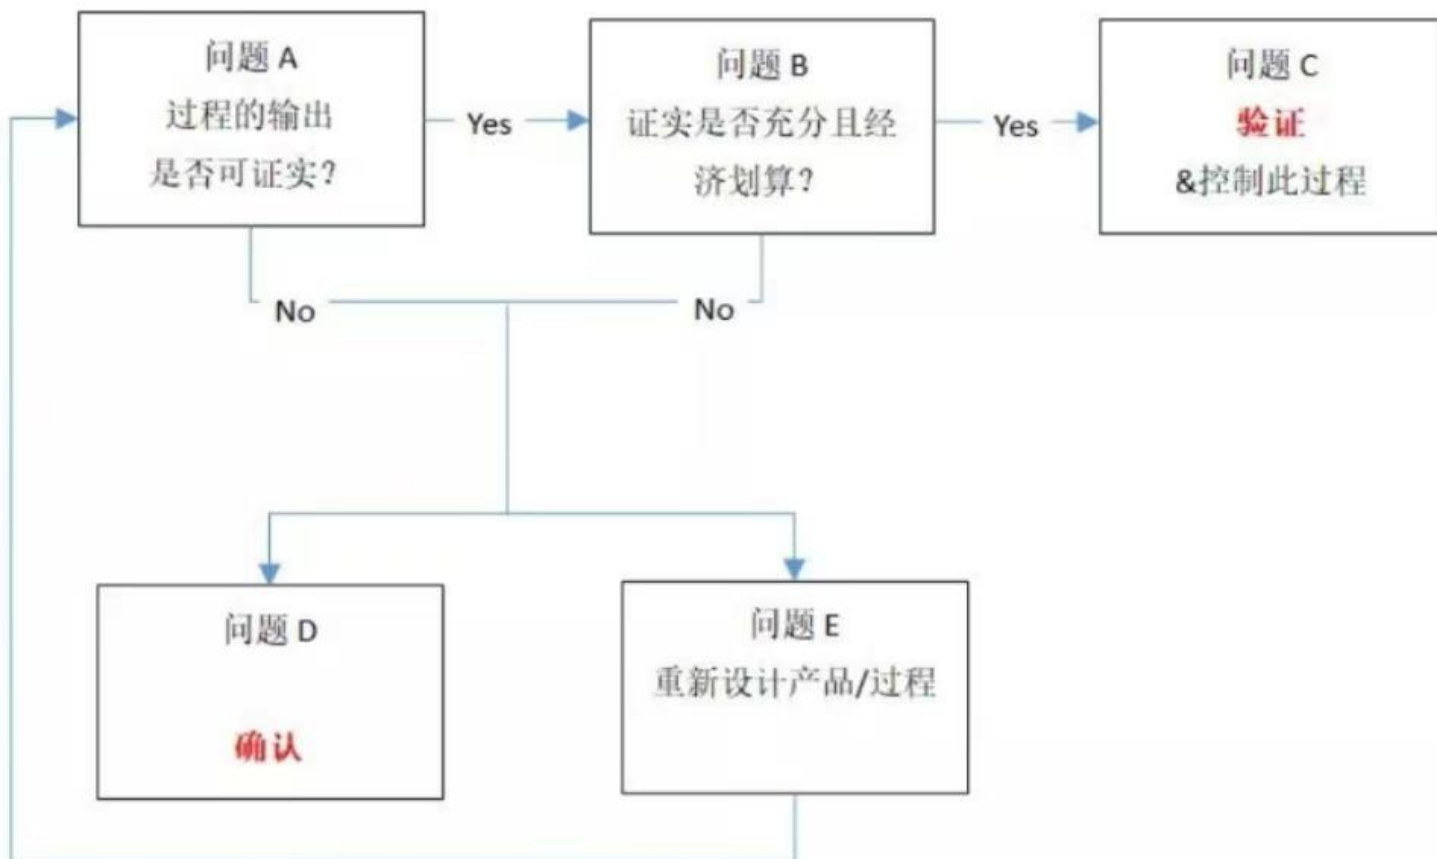 问题 A
过程的输出
是否可证实?
Yes
问题 B
证实是否充分且经
济划算?
Yes
问题 C
验证
&控制此过程
No
No
问题 D
确认
问题 E
重新设计产品/过程